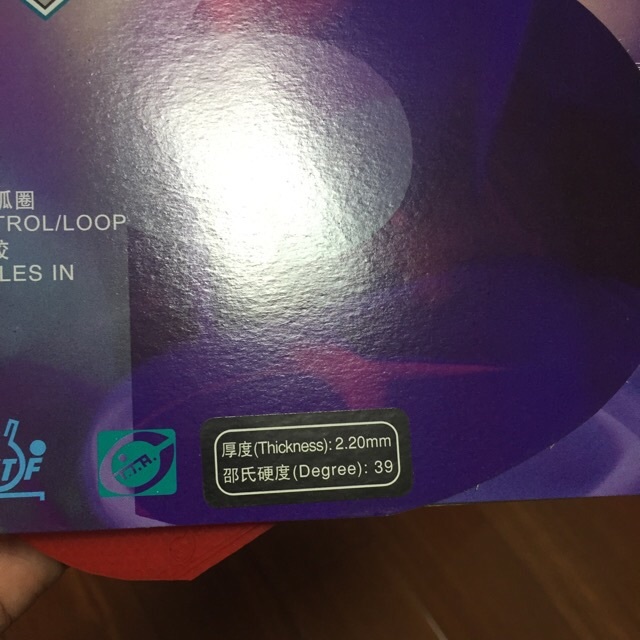 弧圈
TROL/LOOP
胶
LES IN
TF
T.T.R.
厚度(Thickness): 2.20mm
邵氏硬度(Degree): 39